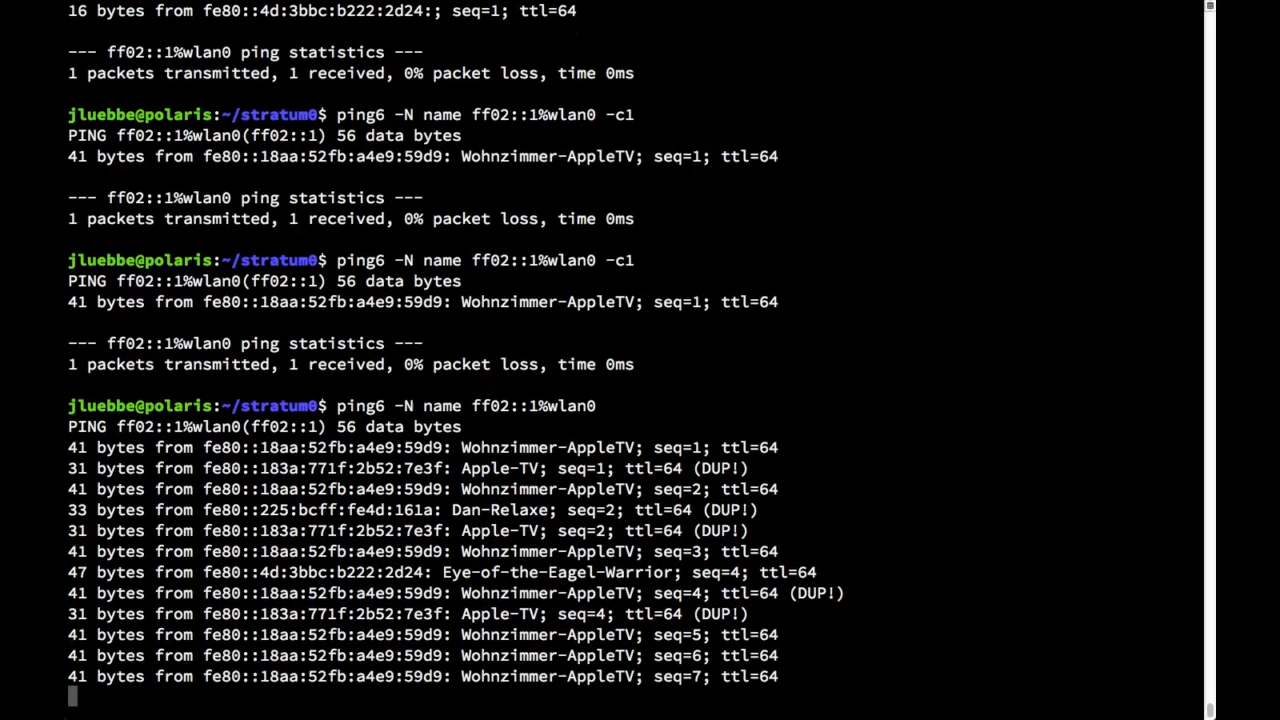 16 bytes from fe80::4d:3bbc:b222:2d24:; seq=1; ttl=64
--- ff02::1%wlan0 ping statistics ---
1 packets transmitted, 1 received, 0% packet loss, time 0ms
jluebbe@polaris:~/stratum0$ ping6 -N name ff02::1%wlan0 -c1
PING ff02::1%wlan0(ff02::1) 56 data bytes
41 bytes from fe80::18aa:52fb:a4e9:59d9: Wohnzimmer-AppleTV; seq=1; ttl=64
--- ff02::1%wlan0 ping statistics ---
1 packets transmitted, 1 received, 0% packet loss, time 0ms
jluebbe@polaris:~/stratum0$ ping6 -N name ff02::1%wlan0 -c1
PING ff02::1%wlan0(ff02::1) 56 data bytes
41 bytes from fe80::18aa:52fb:a4e9:59d9: Wohnzimmer-AppleTV; seq=1; ttl=64
--- ff02::1%wlan0 ping statistics ---
1 packets transmitted, 1 received, 0% packet loss, time 0ms
jluebbe@polaris:~/stratum0$ ping6 -N name ff02::1%wlan0
PING ff02::1%wlan0(ff02::1) 56 data bytes
41 bytes from fe80::18aa:52fb:a4e9:59d9: Wohnzimmer-AppleTV; seq=1; ttl=64
31 bytes from fe80::183a:771f:2b52:7e3f: Apple-TV; seq=1; ttl=64 (DUP!)
41 bytes from fe80::18aa:52fb:a4e9:59d9: Wohnzimmer-AppleTV; seq=2; ttl=64
33 bytes from fe80::225:bcff:fe4d:161a: Dan-Relaxe; seq=2; ttl=64 (DUP!)
31 bytes from fe80::183a:771f:2b52:7e3f: Apple-TV; seq=2; ttl=64 (DUP!)
41 bytes from fe80::18aa:52fb:a4e9:59d9: Wohnzimmer-AppleTV; seq=3; ttl=64
47 bytes from fe80::4d:3bbc:b222:2d24: Eye-of-the-Eagel-Warrior; seq=4; ttl=64
41 bytes from fe80::18aa:52fb:a4e9:59d9: Wohnzimmer-AppleTV; seq=4; ttl=64 (DUP!)
31 bytes from fe80::183a:771f:2b52:7e3f: Apple-TV; seq=4; ttl=64 (DUP!)
41 bytes from fe80::18aa:52fb:a4e9:59d9: Wohnzimmer-AppleTV; seq=5; ttl=64
41 bytes from fe80::18aa:52fb:a4e9:59d9: Wohnzimmer-AppleTV; seq=6; ttl=64
41 bytes from fe80::18aa:52fb:a4e9:59d9: Wohnzimmer-AppleTV; seq=7; ttl=64